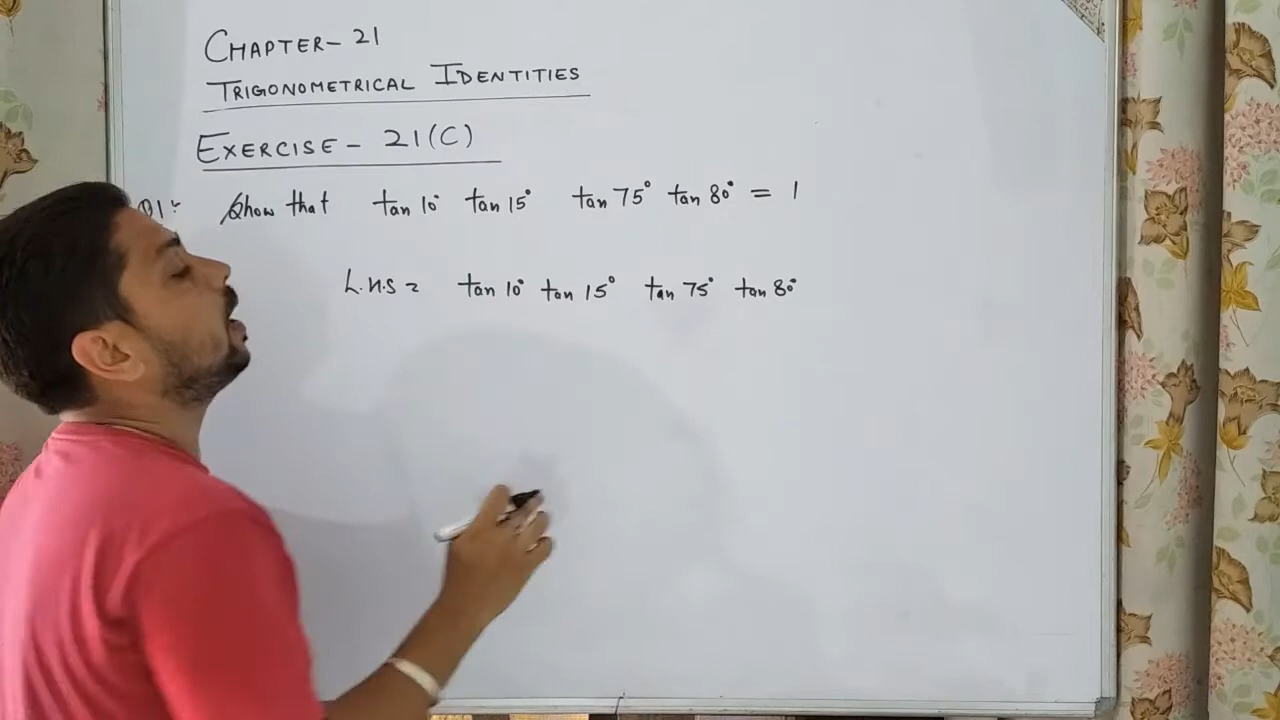 CHAPTER- 21
TRIGONOMETRICAL IDENTITIES
EXERCISE - 21(C)
Q1: Show that tan 10° tan 15° tan 75° tan 80° = 1
L.H.S = tan 10° tan 15° tan 75° tan 80°